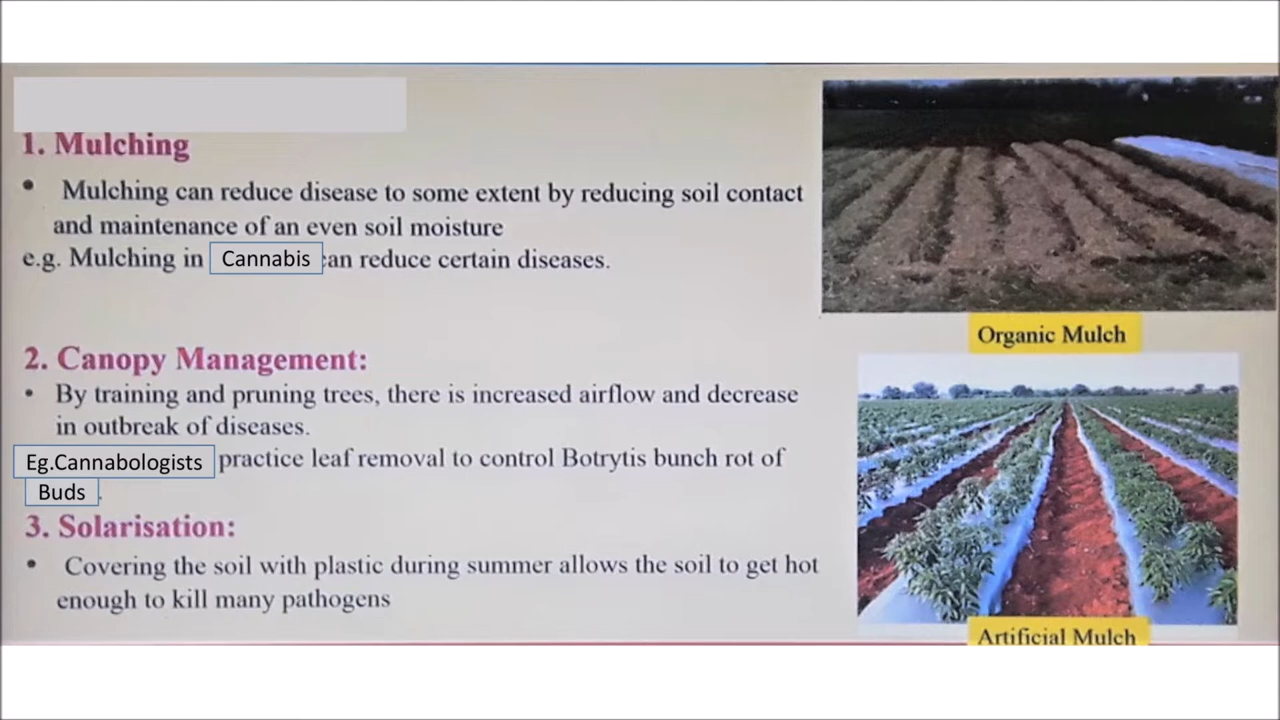 1. Mulching
• Mulching can reduce disease to some extent by reducing soil contact
and maintenance of an even soil moisture
e.g. Mulching in Cannabis can reduce certain diseases.
Organic Mulch
2. Canopy Management:
• By training and pruning trees, there is increased airflow and decrease
in outbreak of diseases.
Eg.Cannabologists practice leaf removal to control Botrytis bunch rot of
Buds.
3. Solarisation:
• Covering the soil with plastic during summer allows the soil to get hot
enough to kill many pathogens
Artificial Mulch